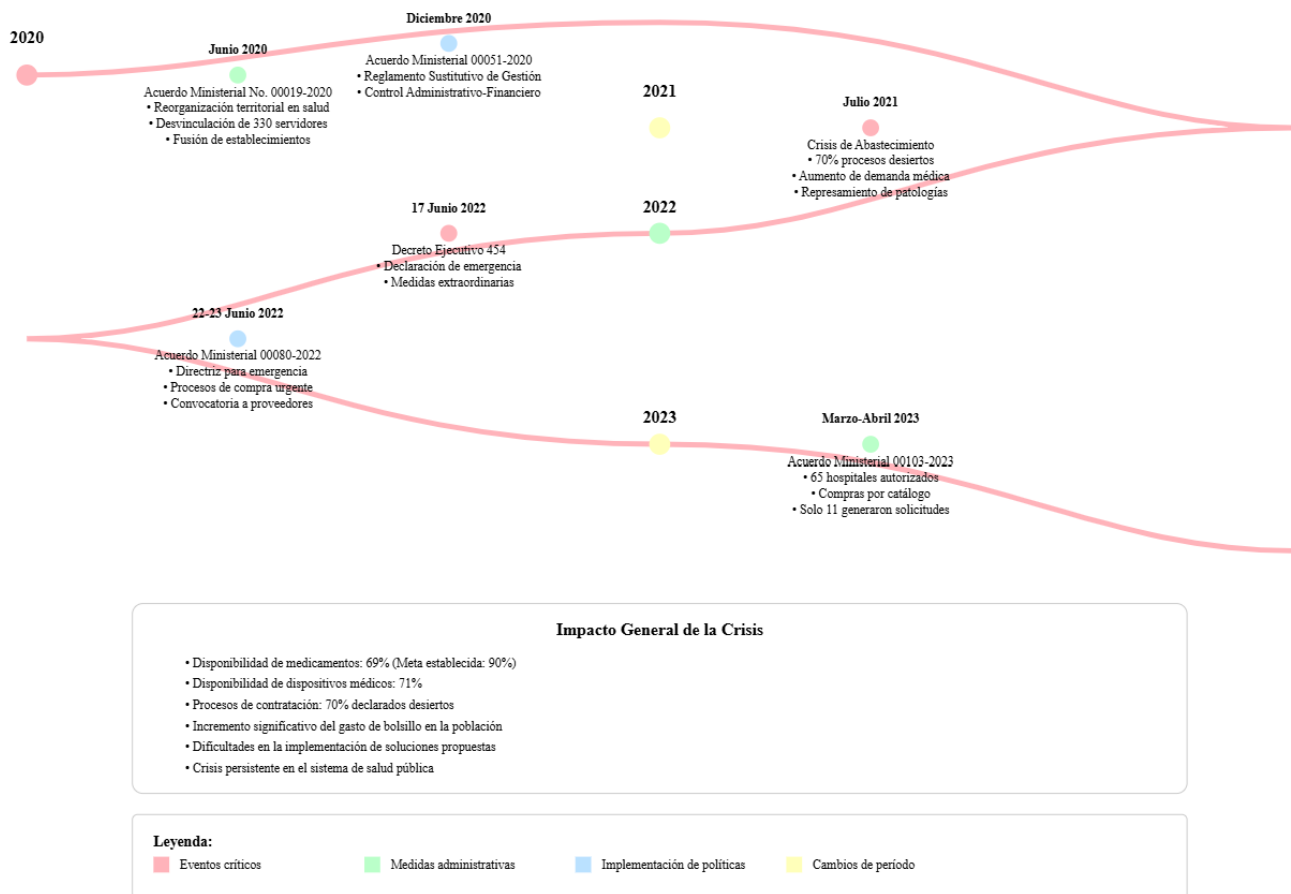 2020
Junio 2020
Acuerdo Ministerial No. 00019-2020
• Reorganización territorial en salud
• Desvinculación de 330 servidores
• Fusión de establecimientos
Diciembre 2020
Acuerdo Ministerial 00051-2020
• Reglamento Sustitutivo de Gestión
• Control Administrativo-Financiero
2021
Julio 2021
Crisis de Abastecimiento
• 70% procesos desiertos
• Aumento de demanda médica
• Represamiento de patologías
2022
17 Junio 2022
Decreto Ejecutivo 454
• Declaración de emergencia
• Medidas extraordinarias
22-23 Junio 2022
Acuerdo Ministerial 00080-2022
• Directriz para emergencia
• Procesos de compra urgente
• Convocatoria a proveedores
2023
Marzo-Abril 2023
Acuerdo Ministerial 00103-2023
• 65 hospitales autorizados
• Compras por catálogo
• Solo 11 generaron solicitudes
Impacto General de la Crisis
• Disponibilidad de medicamentos: 69% (Meta establecida: 90%)
• Disponibilidad de dispositivos médicos: 71%
• Procesos de contratación: 70% declarados desiertos
• Incremento significativo del gasto de bolsillo en la población
• Dificultades en la implementación de soluciones propuestas
• Crisis persistente en el sistema de salud pública
Leyenda:
Eventos críticos
Medidas administrativas
Implementación de políticas
Cambios de período